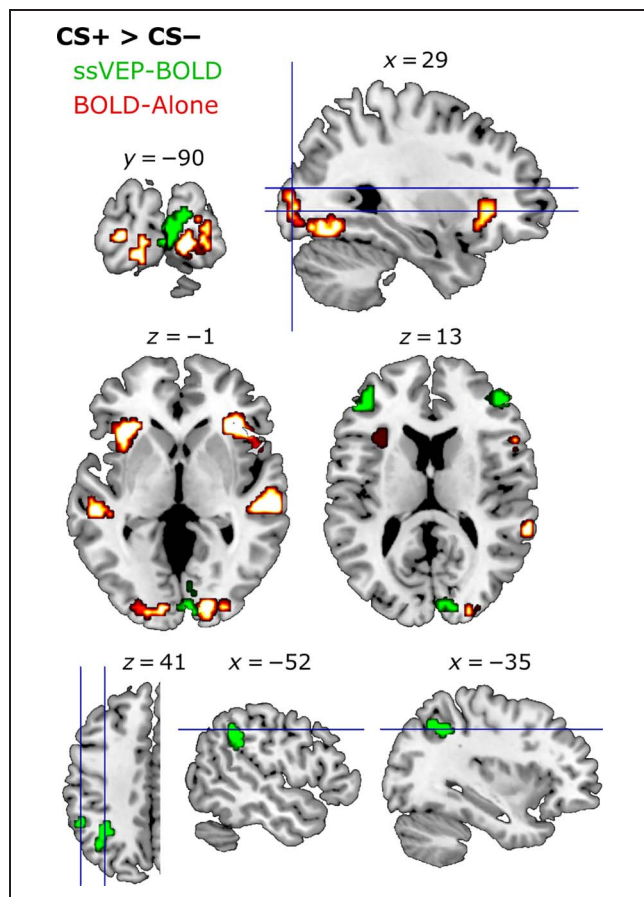 CS+ > CS−
ssVEP-BOLD
BOLD-Alone
x = 29
y = −90
z = −1
z = 13
z = 41
x = −52
x = −35